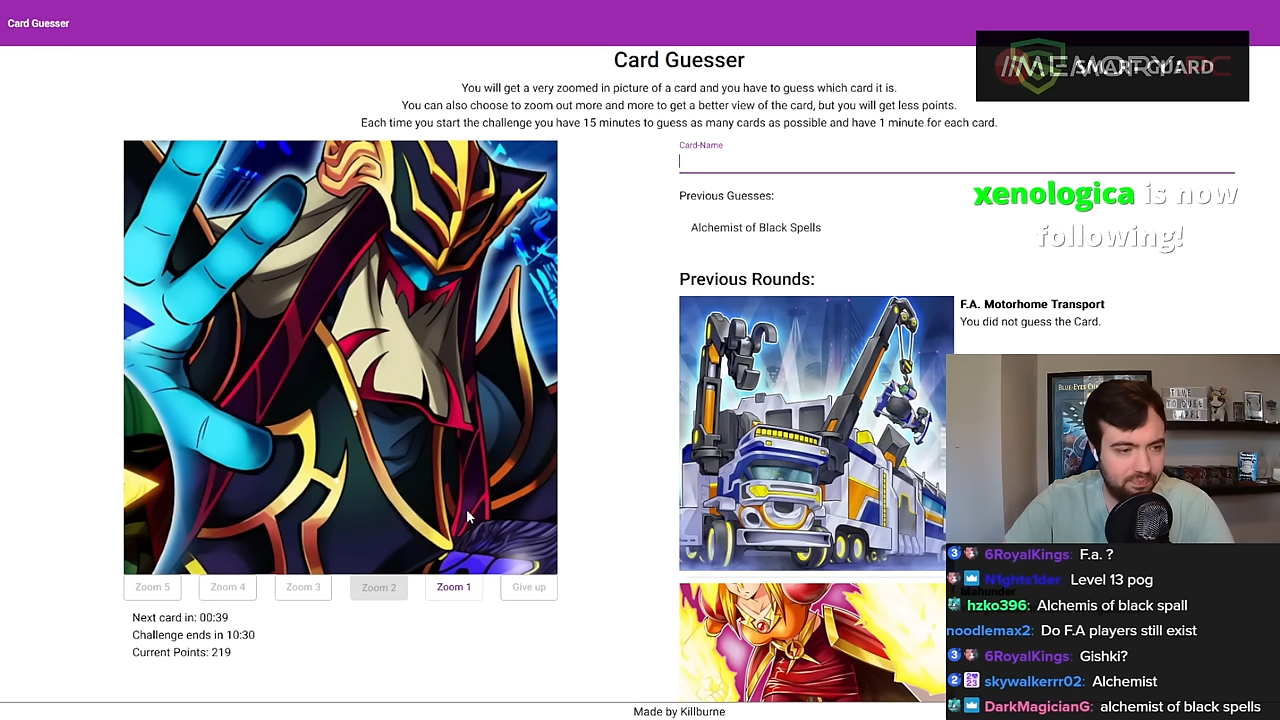 Card Guesser
Card Guesser
You will get a very zoomed in picture of a card and you have to guess which card it is.
You can also choose to zoom out more and more to get a better view of the card, but you will get less points.
Each time you start the challenge you have 15 minutes to guess as many cards as possible and have 1 minute for each card.
Card-Name
Previous Guesses:
Alchemist of Black Spells
xenologica is now
following!
Previous Rounds:
F.A. Motorhome Transport
You did not guess the Card.
Zoom 5 Zoom 4 Zoom 3 Zoom 2 Zoom 1 Give up
Next card in: 00:39
Challenge ends in 10:30
Current Points: 219
BLUE-EYES
TIME
TO DUEL
6RoyalKings: F.a. ?
N1ghts1der Level 13 pog
hzko396: Alchemis of black spall
noodlemax2: Do F.A players still exist
6RoyalKings: Gishki?
skywalkerrr02: Alchemist
DarkMagicianG: alchemist of black spells
Made by Killburne